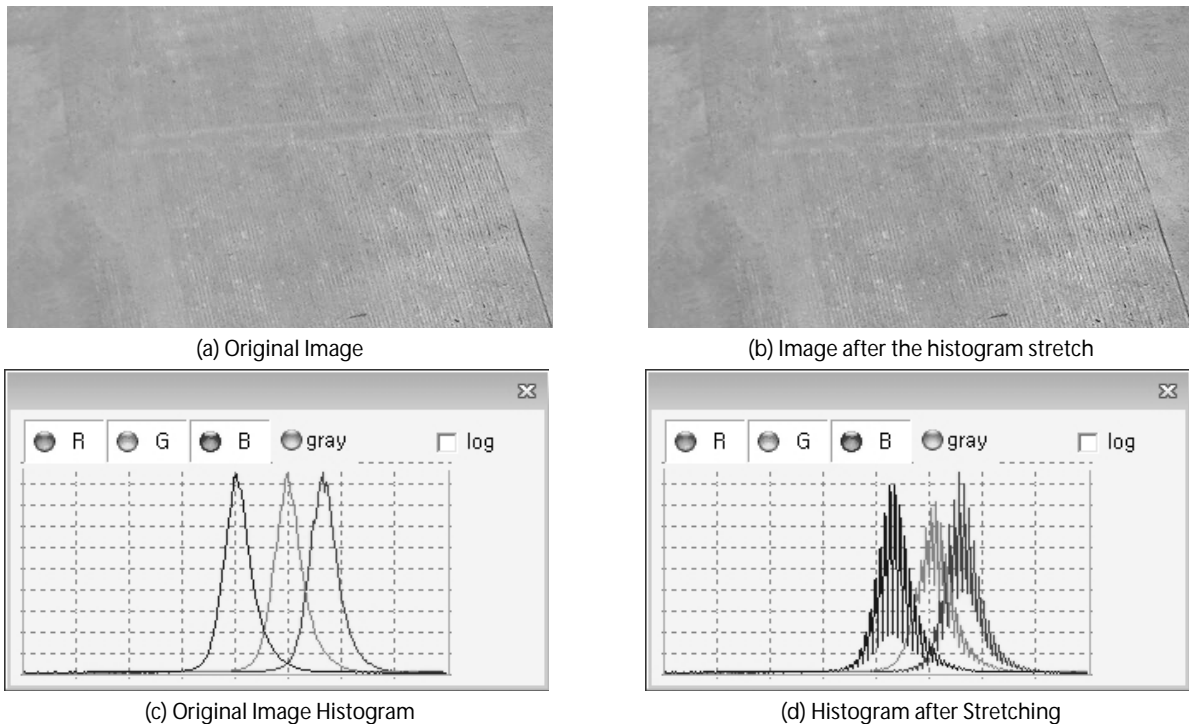 (a) Original Image
(b) Image after the histogram stretch
R G B gray log
R G B gray log
(c) Original Image Histogram
(d) Histogram after Stretching